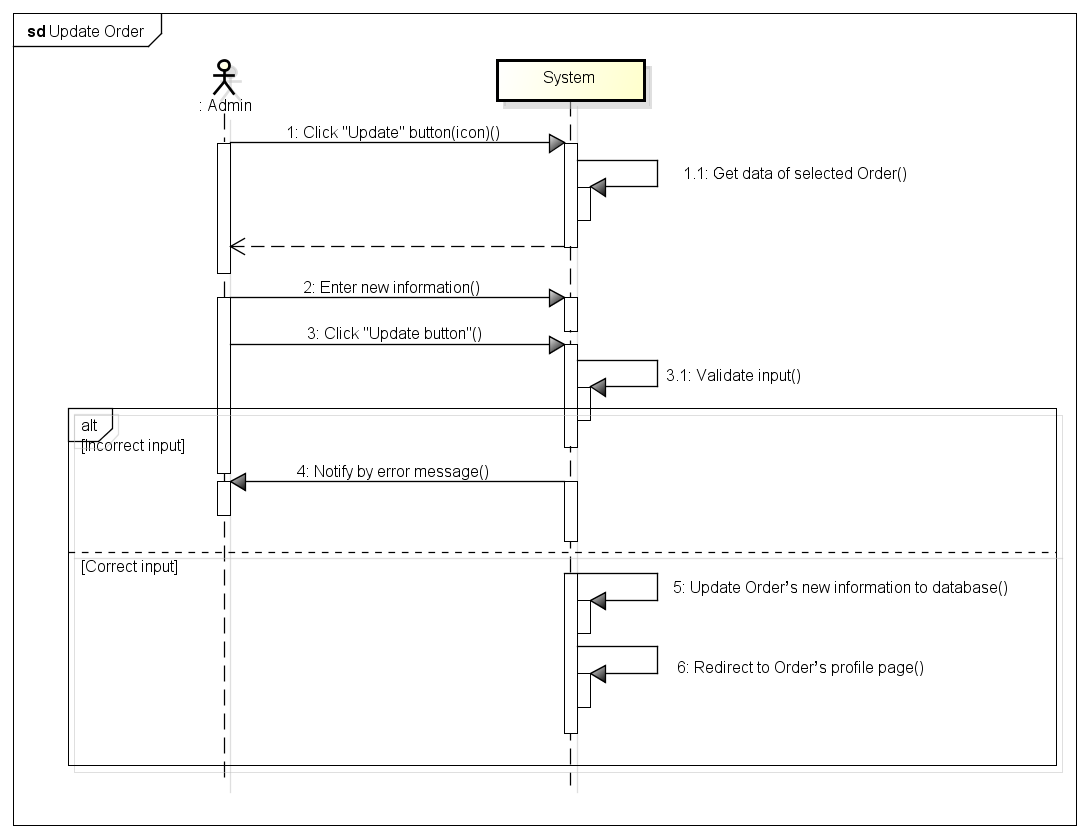 sd Update Order
: Admin
System
1: Click "Update" button(icon)()
1.1: Get data of selected Order()
2: Enter new information()
3: Click "Update button"()
3.1: Validate input()
alt
[Incorrect input]
4: Notify by error message()
[Correct input]
5: Update Order’s new information to database()
6: Redirect to Order’s profile page()